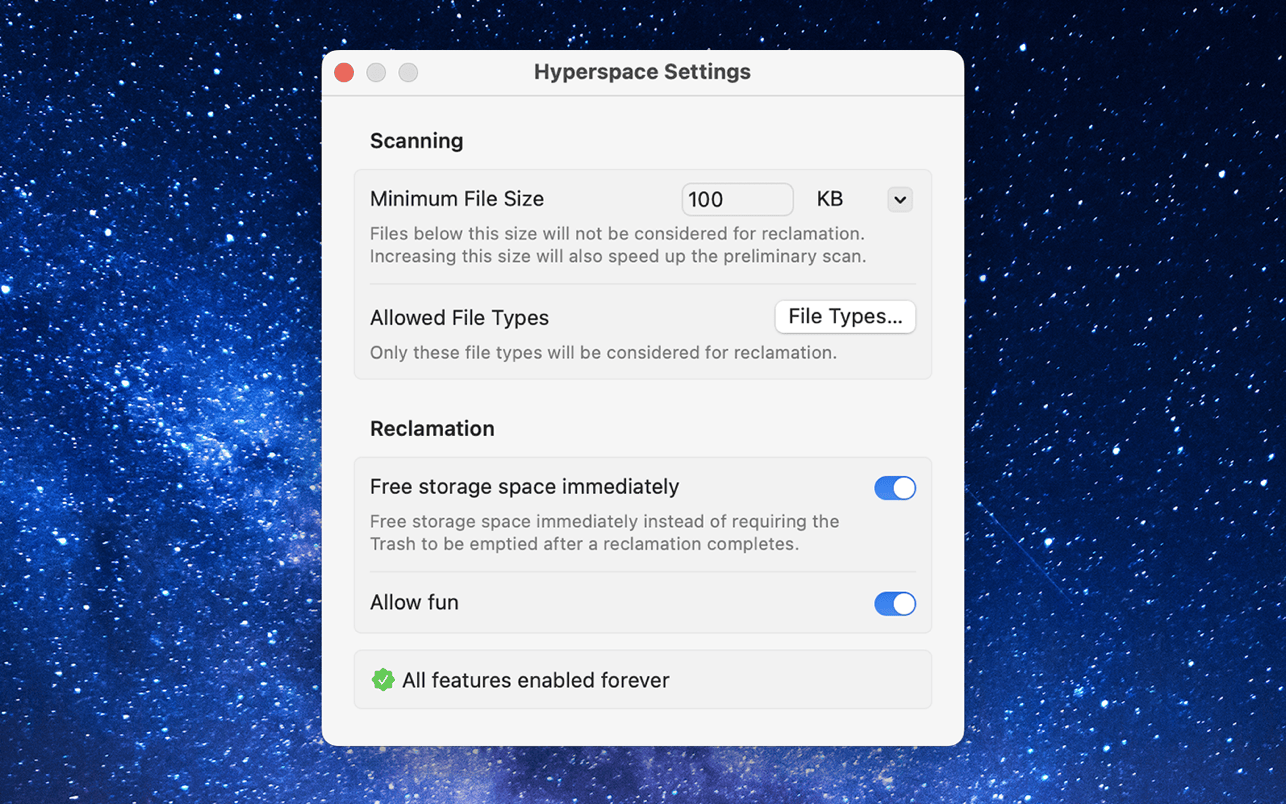 Hyperspace Settings
Scanning
Minimum File Size 100 KB
Files below this size will not be considered for reclamation.
Increasing this size will also speed up the preliminary scan.
Allowed File Types File Types...
Only these file types will be considered for reclamation.
Reclamation
Free storage space immediately
Free storage space immediately instead of requiring the
Trash to be emptied after a reclamation completes.
Allow fun
All features enabled forever